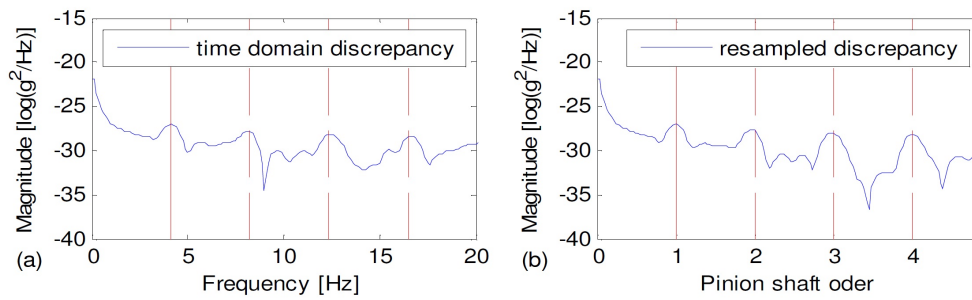 -15
-20
-25
-30
-35
-40
Magnitude [log(g²/Hz)]
time domain discrepancy
0 5 10 15 20
Frequency [Hz]
(a)
-15
-20
-25
-30
-35
-40
Magnitude [log(g²/Hz)]
resampled discrepancy
0 1 2 3 4
Pinion shaft oder
(b)